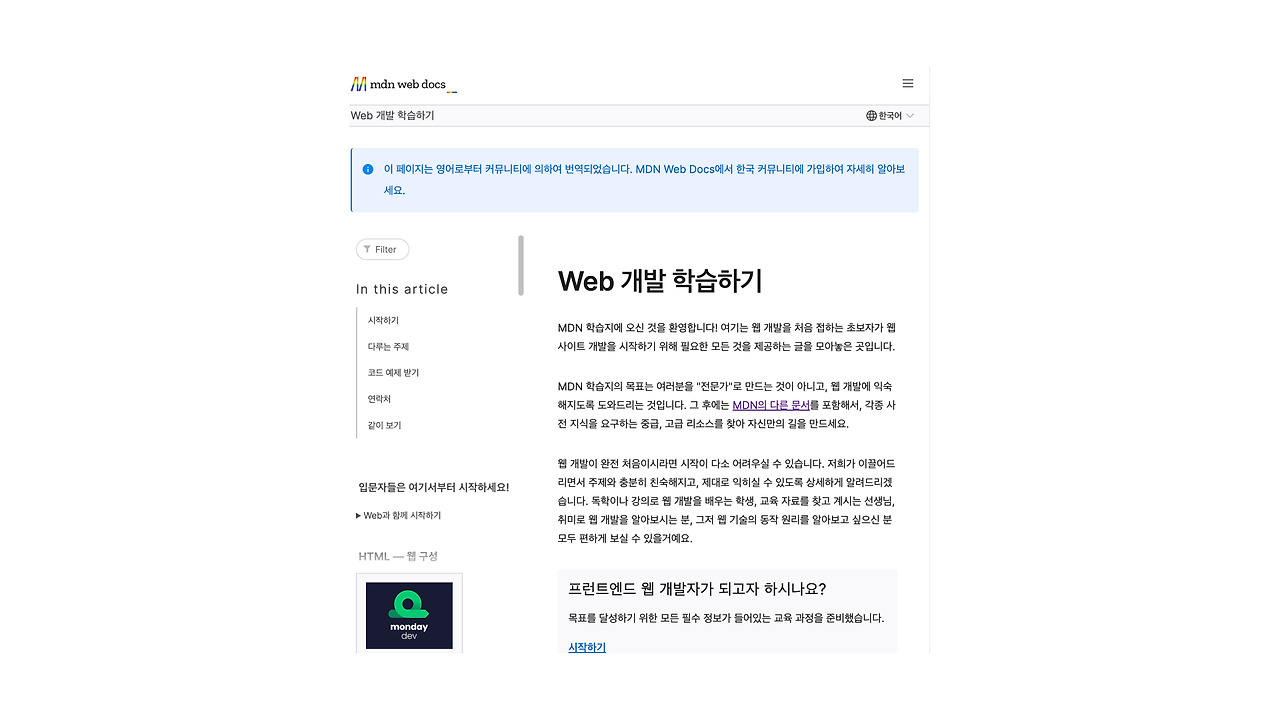 mdn web docs_
Web 개발 학습하기
한국어
이 페이지는 영어로부터 커뮤니티에 의하여 번역되었습니다. MDN Web Docs에서 한국 커뮤니티에 가입하여 자세히 알아보
세요.
Filter
In this article
시작하기
다루는 주제
코드 예제 받기
연락처
같이 보기
입문자들은 여기서부터 시작하세요!
Web과 함께 시작하기
HTML — 웹 구성
monday
dev
Web 개발 학습하기
MDN 학습지에 오신 것을 환영합니다! 여기는 웹 개발을 처음 접하는 초보자가 웹
사이트 개발을 시작하기 위해 필요한 모든 것을 제공하는 글을 모아놓은 곳입니다.
MDN 학습지의 목표는 여러분을 "전문가"로 만드는 것이 아니고, 웹 개발에 익숙
해지도록 도와드리는 것입니다. 그 후에는 MDN의 다른 문서를 포함해서, 각종 사
전 지식을 요구하는 중급, 고급 리소스를 찾아 자신만의 길을 만드세요.
웹 개발이 완전 처음이시라면 시작이 다소 어려우실 수 있습니다. 저희가 이끌어드
리면서 주제와 충분히 친숙해지고, 제대로 익히실 수 있도록 상세하게 알려드리겠
습니다. 독학이나 강의로 웹 개발을 배우는 학생, 교육 자료를 찾고 계시는 선생님,
취미로 웹 개발을 알아보시는 분, 그저 웹 기술의 동작 원리를 알아보고 싶으신 분
모두 편하게 보실 수 있을거예요.
프런트엔드 웹 개발자가 되고자 하시나요?
목표를 달성하기 위한 모든 필수 정보가 들어있는 교육 과정을 준비했습니다.
시작하기